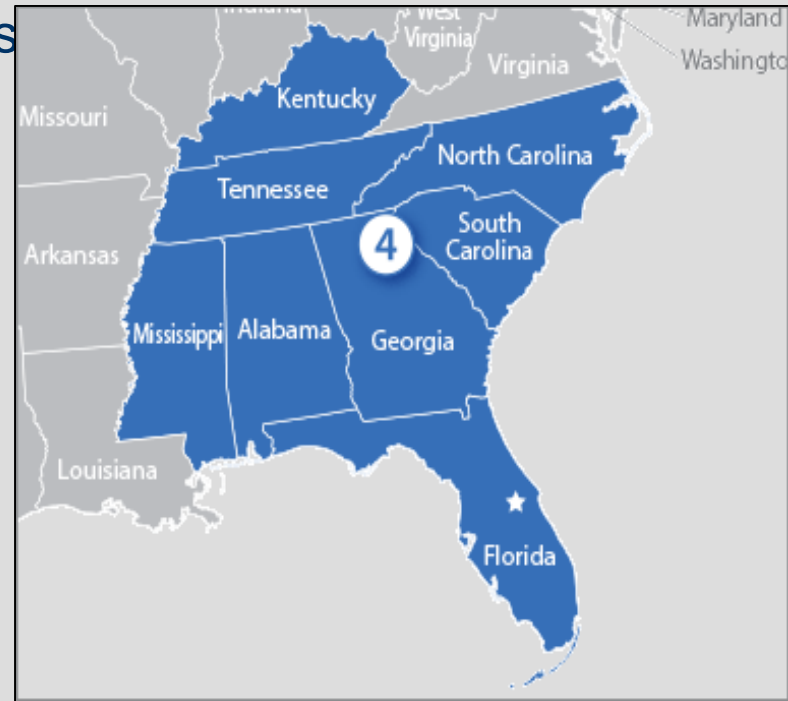 s
Indiana
West
Virginia
Maryland
Washingto
Virginia
Kentucky
Missouri
North Carolina
Tennessee
South
Carolina
4
Arkansas
Mississippi
Alabama
Georgia
Louisiana
Florida